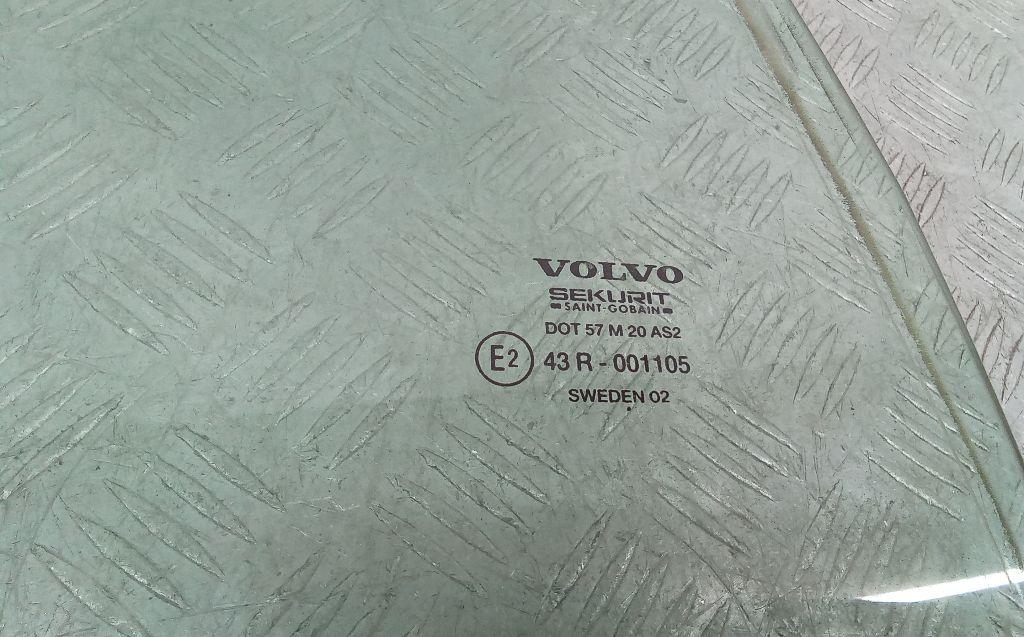 VOLVO
SEKURIT
SAINT-GOBAIN
DOT 57 M 20 AS2
E2 43 R - 001105
SWEDEN 02